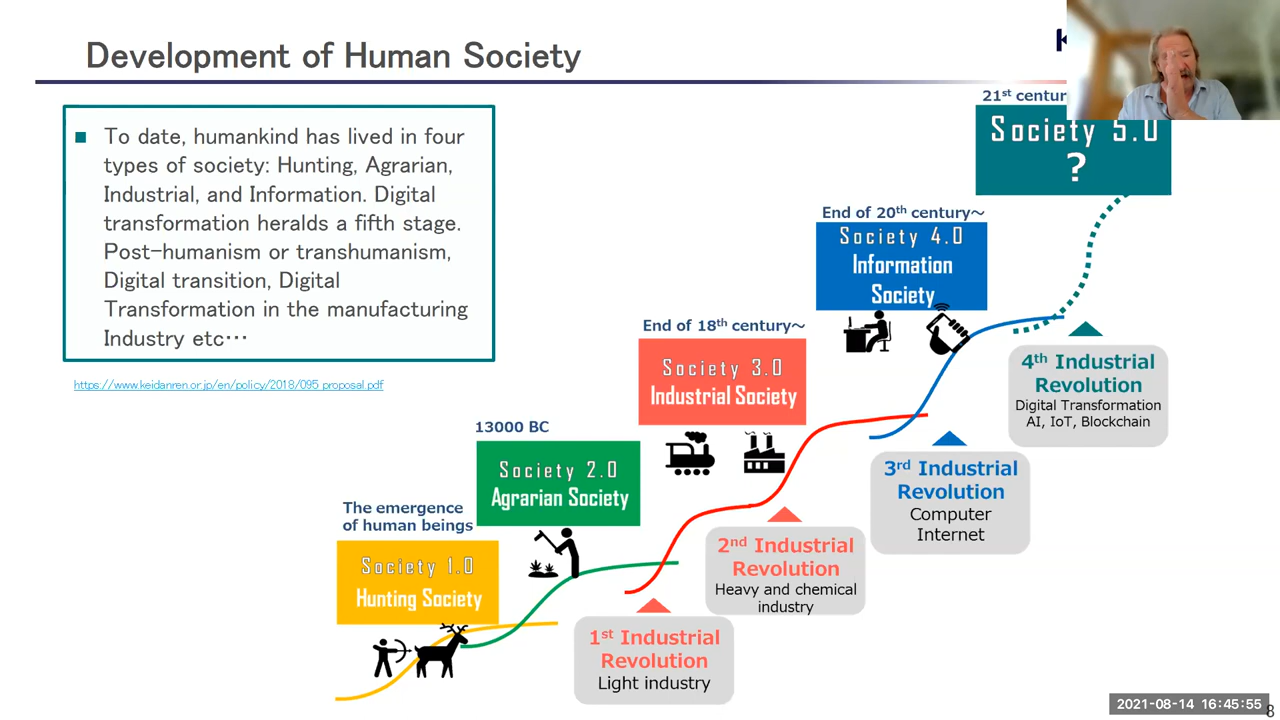 Development of Human Society
To date, humankind has lived in four
types of society: Hunting, Agrarian,
Industrial, and Information. Digital
transformation heralds a fifth stage.
Post-humanism or transhumanism,
Digital transition, Digital
Transformation in the manufacturing
Industry etc…
https://www.keidanren.or.jp/en/policy/2018/095_proposal.pdf
The emergence
of human beings
Society 1.0
Hunting Society
13000 BC
Society 2.0
Agrarian Society
End of 18th century~
Society 3.0
Industrial Society
End of 20th century~
Society 4.0
Information
Society
21st
Society 5.0
?
1st Industrial
Revolution
Light industry
2nd Industrial
Revolution
Heavy and chemical
industry
3rd Industrial
Revolution
Computer
Internet
4th Industrial
Revolution
Digital Transformation
AI, IoT, Blockchain
2021-08-14 16:45:55
8